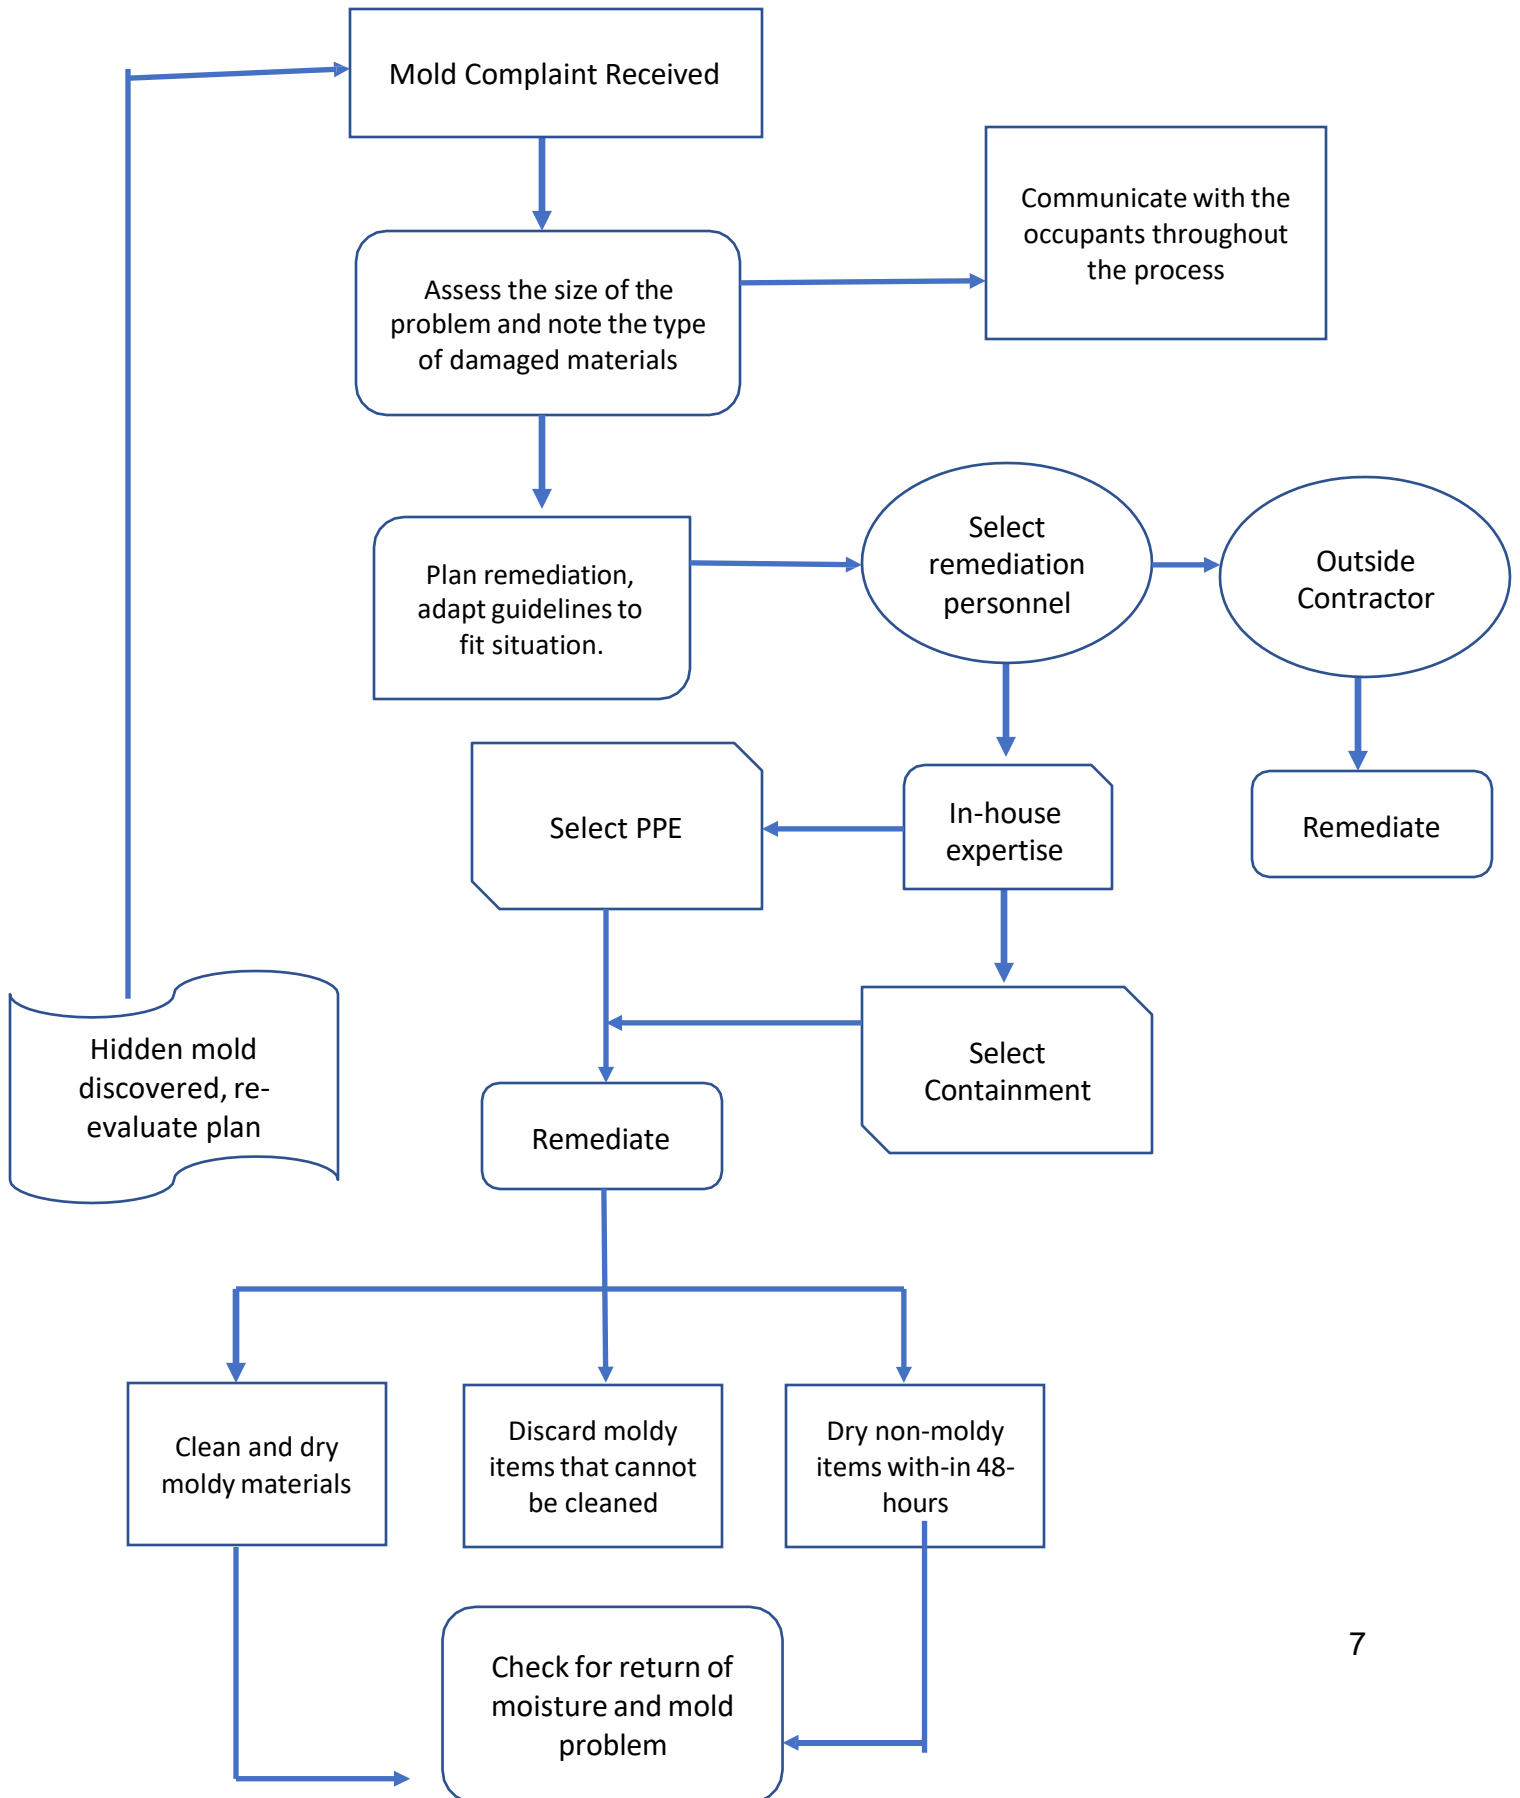 Mold Complaint Received
Communicate with the
occupants throughout
the process
Assess the size of the
problem and note the type
of damaged materials
Select
remediation
personnel
Outside
Contractor
Plan remediation,
adapt guidelines to
fit situation.
Select PPE
In-house
expertise
Remediate
Hidden mold
discovered, re-
evaluate plan
Select
Containment
Remediate
Clean and dry
moldy materials
Discard moldy
items that cannot
be cleaned
Dry non-moldy
items with-in 48-
hours
Check for return of
moisture and mold
problem
7